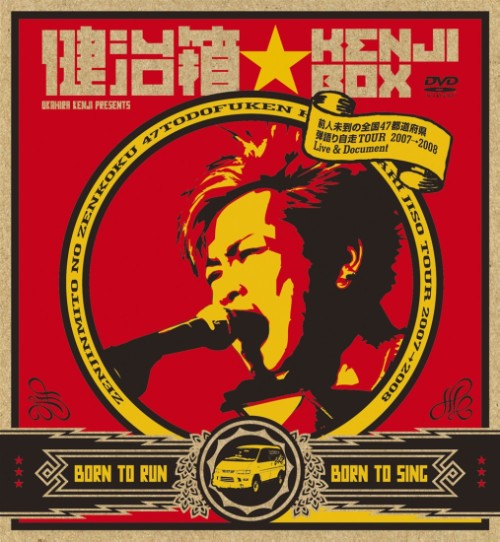 健治箱★KENJI BOX
DVD
OKAHIRA KENJI PRESENTS
前人未到の全国47都道府県
弾語り自走TOUR 2007→2008
Live & Document
ZENJINMITO NO ZENKOKU 47TODOFUKEN H
ARI JISO TOUR 2007→2008
BORN TO RUN
BORN TO SING